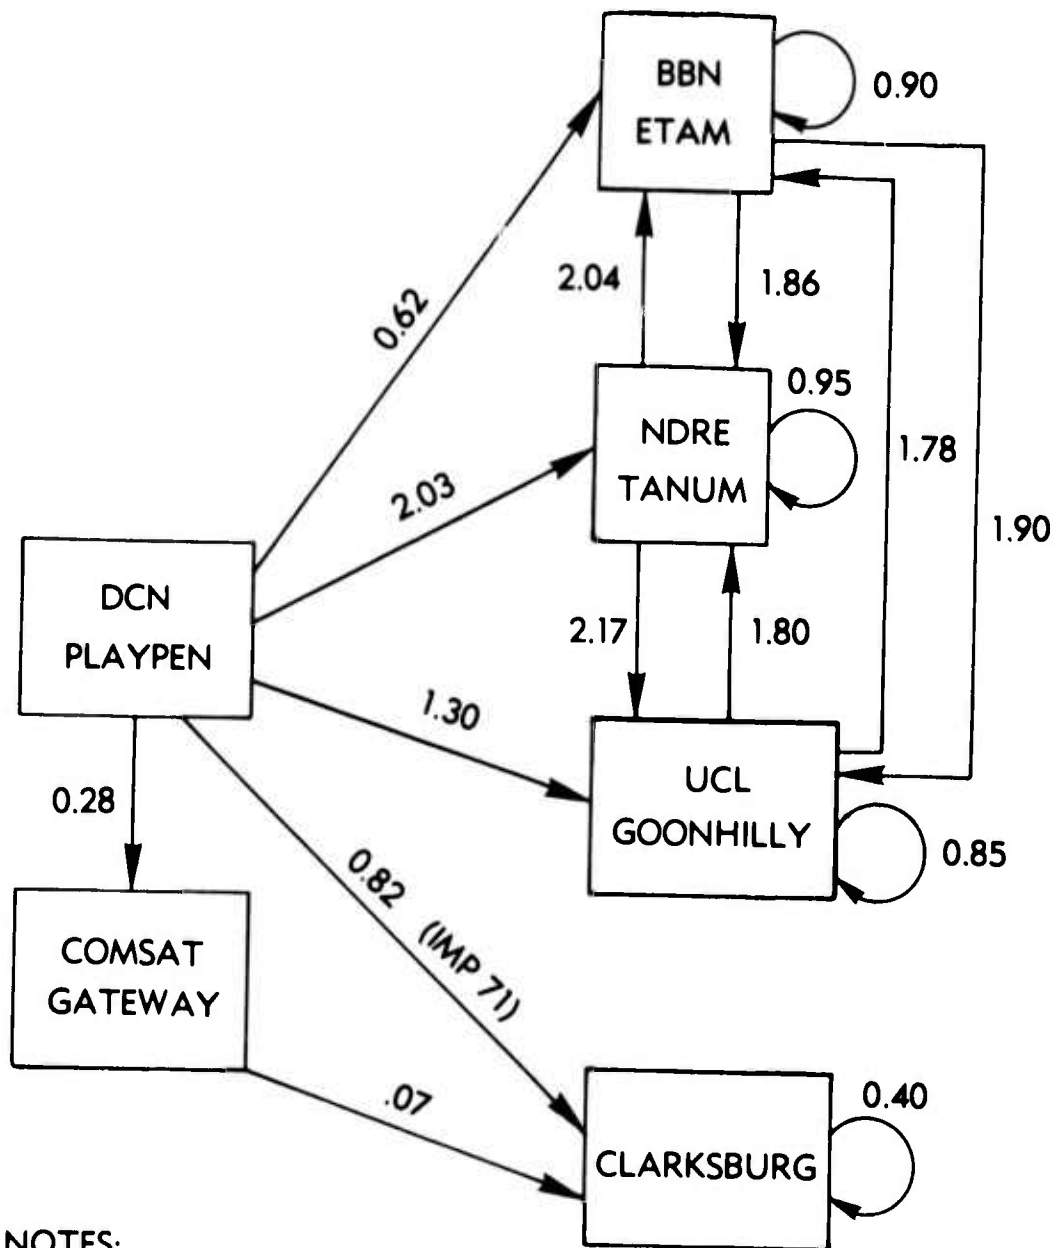 BBN
ETAM
0.90
2.04
1.86
0.62
NDRE
TANUM
0.95
1.78
1.90
2.03
DCN
PLAYPEN
2.17
1.80
1.30
UCL
GOONHILLY
0.85
0.28
0.82 (IMP 71)
COMSAT
GATEWAY
.07
CLARKSBURG
0.40
NOTES: